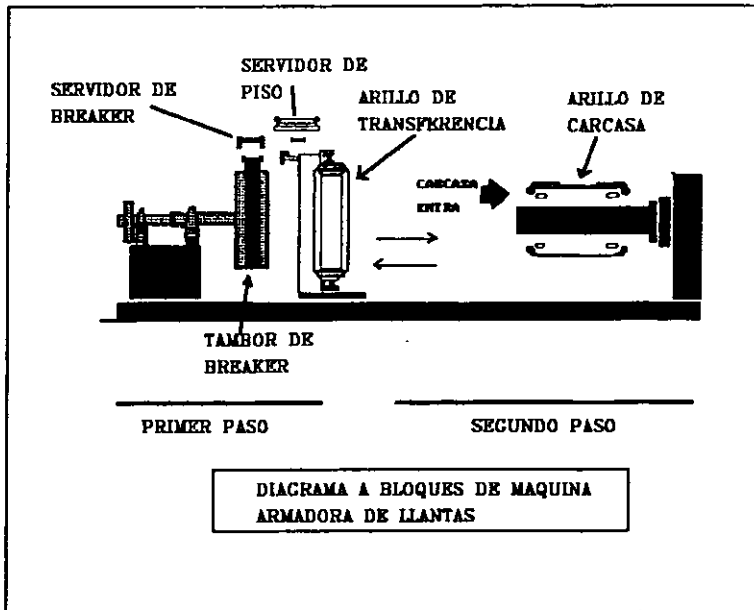 SERVIDOR DE
BREAKER
SERVIDOR DE
PISO
ARILLO DE
TRANSFERENCIA
ARILLO DE
CARCASA
CARCAZA
ENTRA
TAMBOR DE
BREAKER
PRIMER PASO
SEGUNDO PASO
DIAGRAMA A BLOQUES DE MAQUINA
ARMADORA DE LLANTAS